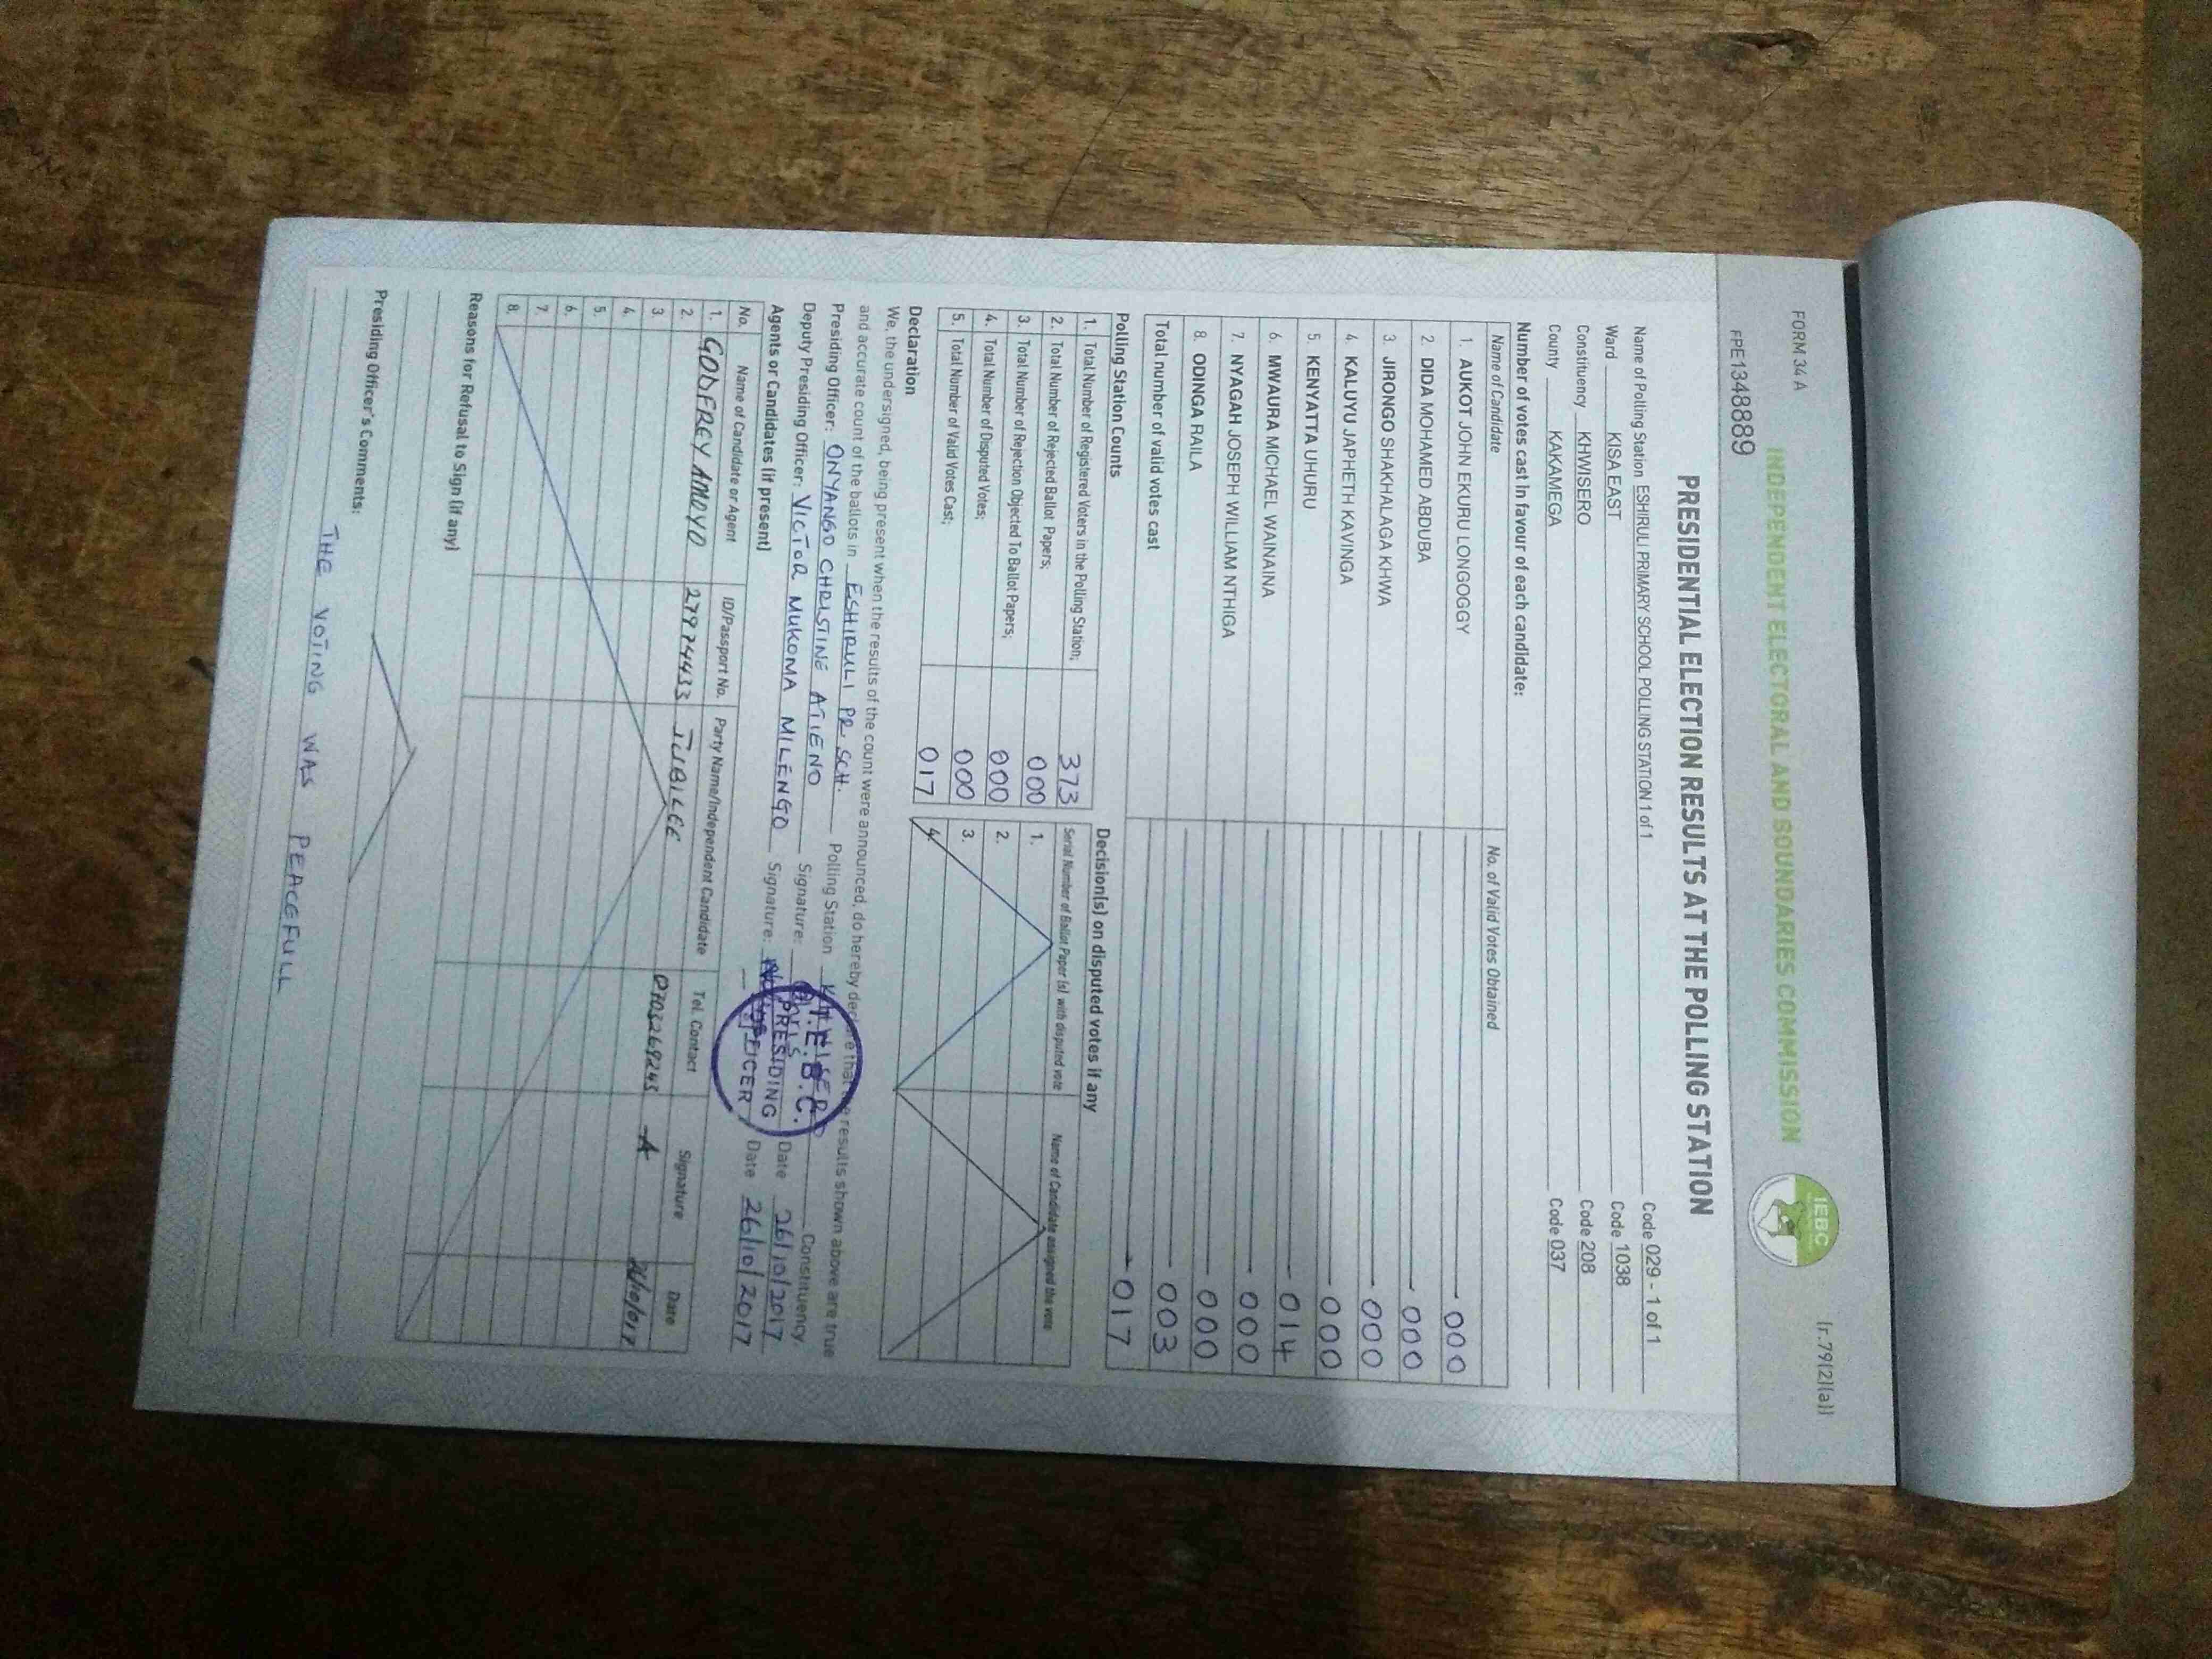 FORM 34 A
(r.79(2)(a))
FPE1348889
INDEPENDENT ELECTORAL AND BOUNDARIES COMMISSION
IEBC
PRESIDENTIAL ELECTION RESULTS AT THE POLLING STATION
Name of Polling Station ESHIRULI PRIMARY SCHOOL POLLING STATION 1 of 1 Code 029 - 1 of 1
Ward KISA EAST Code 1038
Constituency KHWISERO Code 208
County KAKAMEGA Code 037
Number of votes cast in favour of each candidate:
Name of Candidate No. of Valid Votes Obtained
1. AUKOT JOHN EKURU LONGOGGY 000
2. DIDA MOHAMED ABDUBA 000
3. JIRONGO SHAKHALAGA KHWA 000
4. KALUYU JAPHETH KAVINGA 000
5. KENYATTA UHURU 014
6. MWAURA MICHAEL WAINAINA 000
7. NYAGAH JOSEPH WILLIAM NTHIGA 000
8. ODINGA RAILA 003
Total number of valid votes cast 017
Polling Station Counts
1. Total Number of Registered Voters in the Polling Station; 373
2. Total Number of Rejected Ballot Papers; 000
3. Total Number of Rejection Objected To Ballot Papers; 000
4. Total Number of Disputed Votes; 000
5. Total Number of Valid Votes Cast; 017
Decision(s) on disputed votes if any
Serial Number of Ballot Paper (s) with disputed vote Name of Candidate assigned the vote
1.
2.
3.
4.
Declaration
We, the undersigned, being present when the results of the count were announced, do hereby declare that the results shown above are true
and accurate count of the ballots in ESHIRULI PR. SCH. Polling Station KHWISERO Constituency.
Presiding Officer: ONYANGO CHRISTINE ATIENO Signature: Date 26/10/2017
Deputy Presiding Officer: VICTOR MUKOMA MILENGO Signature: Date 26/10/2017
I.E.B.C.
PRESIDING
OFFICER
Agents or Candidates (if present)
No. Name of Candidate or Agent ID/Passport No. Party Name/Independent Candidate Tel. Contact Signature Date
1. GODFREY AMOYO 27974433 JUBILEE 0703269243
2.
3.
4.
5.
6.
7.
8.
Reasons for Refusal to Sign (if any)
Presiding Officer's Comments:
THE VOTING WAS PEACEFULL